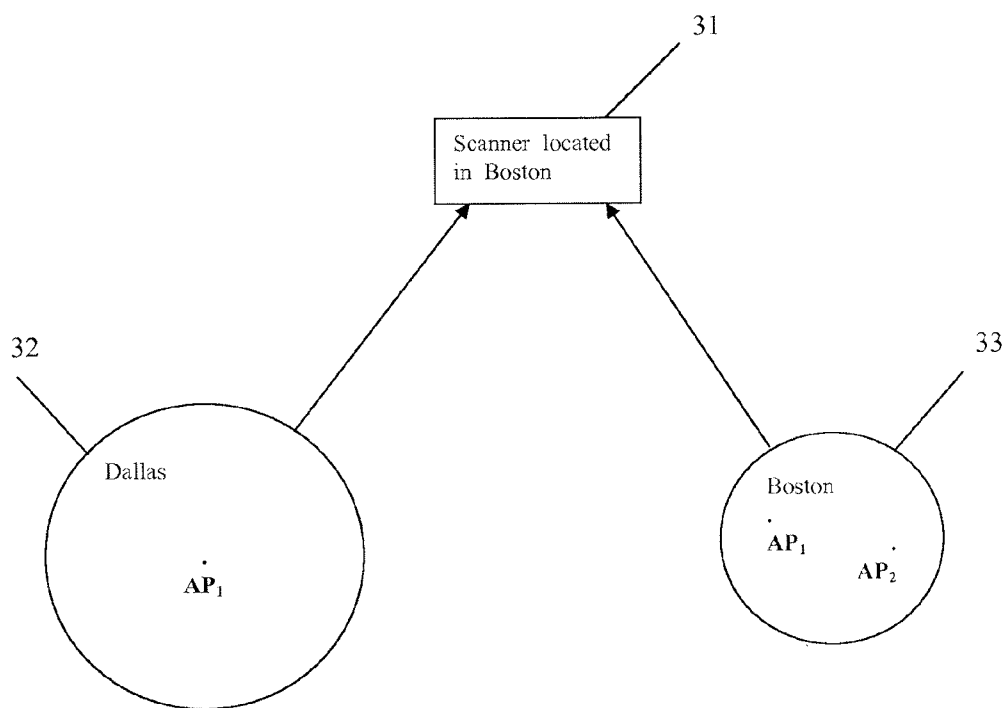 31
Scanner located
in Boston
32
33
Dallas
Boston
AP₁
AP₁
AP₂